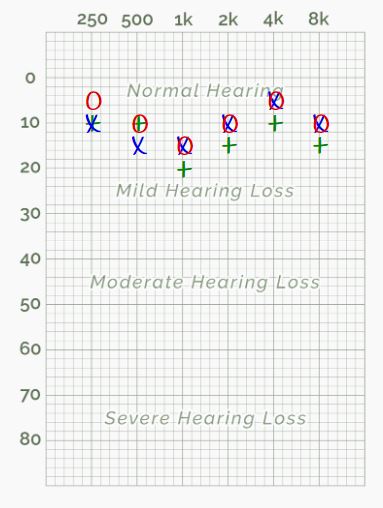 250 500 1k 2k 4k 8k
0
Normal Hearing
10
20
Mild Hearing Loss
30
40
Moderate Hearing Loss
50
60
70
Severe Hearing Loss
80